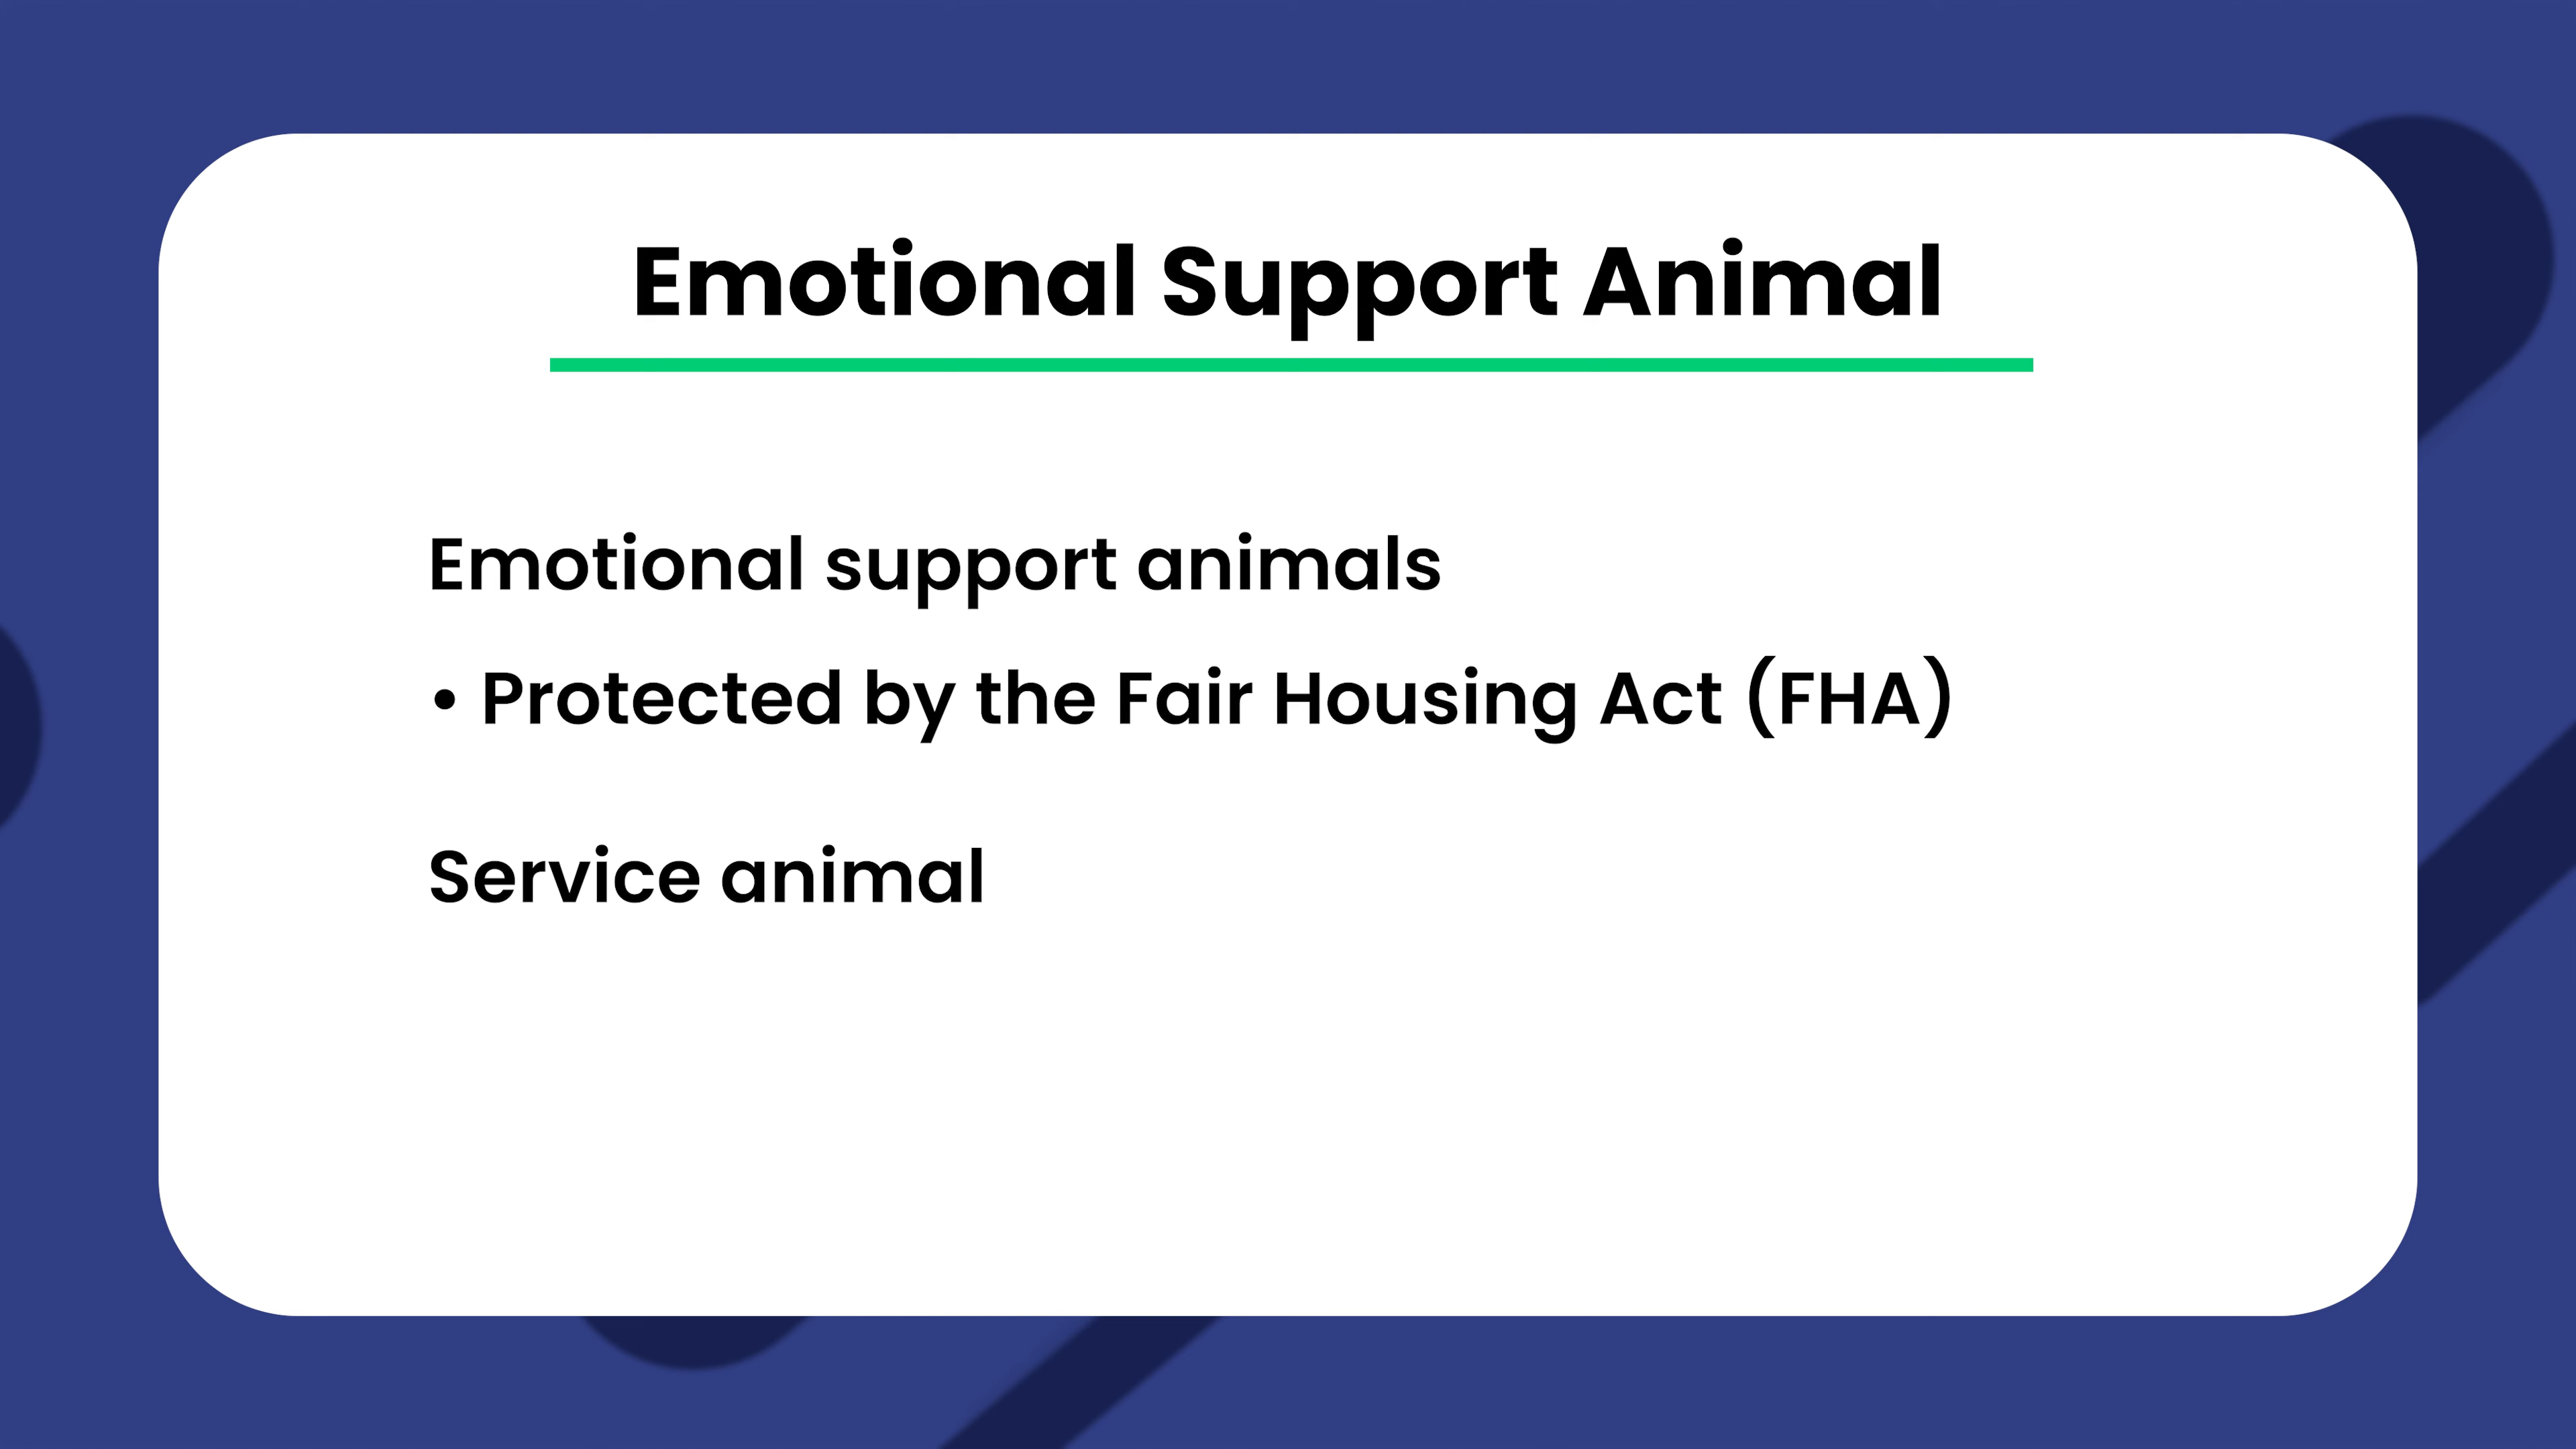 Emotional Support Animal
Emotional support animals
• Protected by the Fair Housing Act (FHA)
Service animal